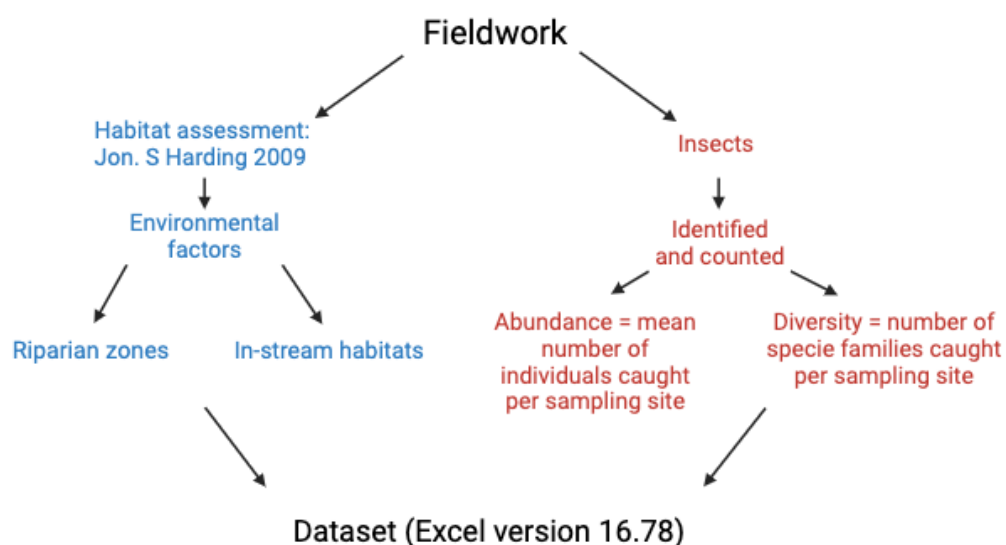 Fieldwork
Habitat assessment:
Jon. S Harding 2009
Insects
Environmental
factors
Identified
and counted
Riparian zones
In-stream habitats
Abundance = mean
number of
individuals caught
per sampling site
Diversity = number of
specie families caught
per sampling site
Dataset (Excel version 16.78)